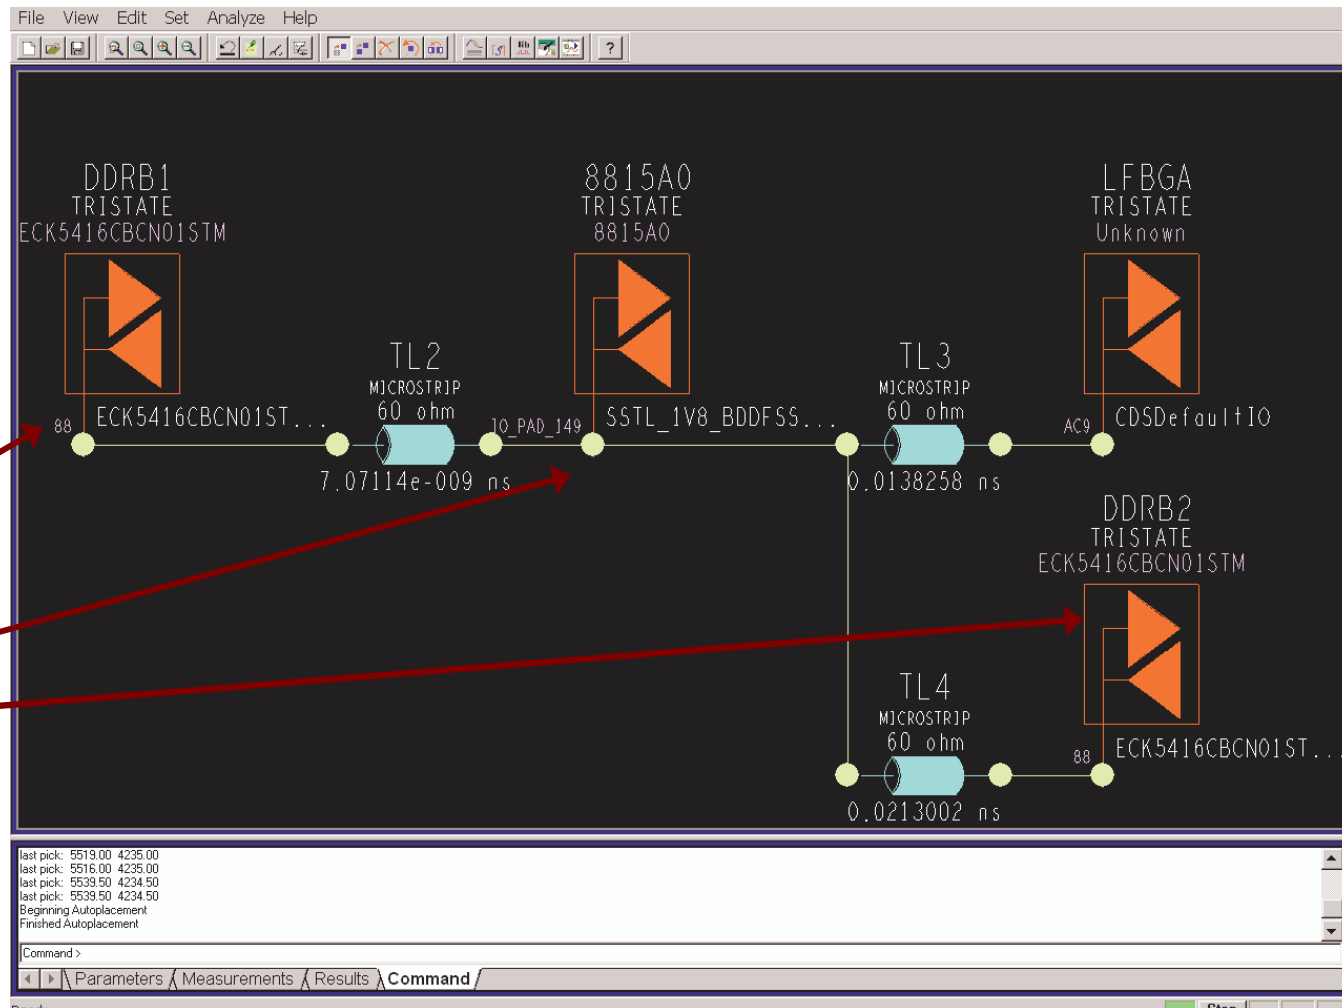 File View Edit Set Analyze Help
DDRB1
TRISTATE
ECK5416CBCN01STM
8815A0
TRISTATE
8815A0
LFBGA
TRISTATE
Unknown
TL2
MICROSTRIP
60 ohm
TL3
MICROSTRIP
60 ohm
88
ECK5416CBCN01ST...
IO_PAD_149
SSTL_1V8_BDDFSS...
AC9
CDSDefaultIO
7.07114e-009 ns
0.0138258 ns
DDRB2
TRISTATE
ECK5416CBCN01STM
TL4
MICROSTRIP
60 ohm
88
ECK5416CBCN01ST...
0.0213002 ns
last pick: 5519.00 4235.00
last pick: 5516.00 4235.00
last pick: 5539.50 4234.50
last pick: 5539.50 4234.50
Beginning Autoplacement
Finished Autoplacement
Command >
Parameters Measurements Results Command